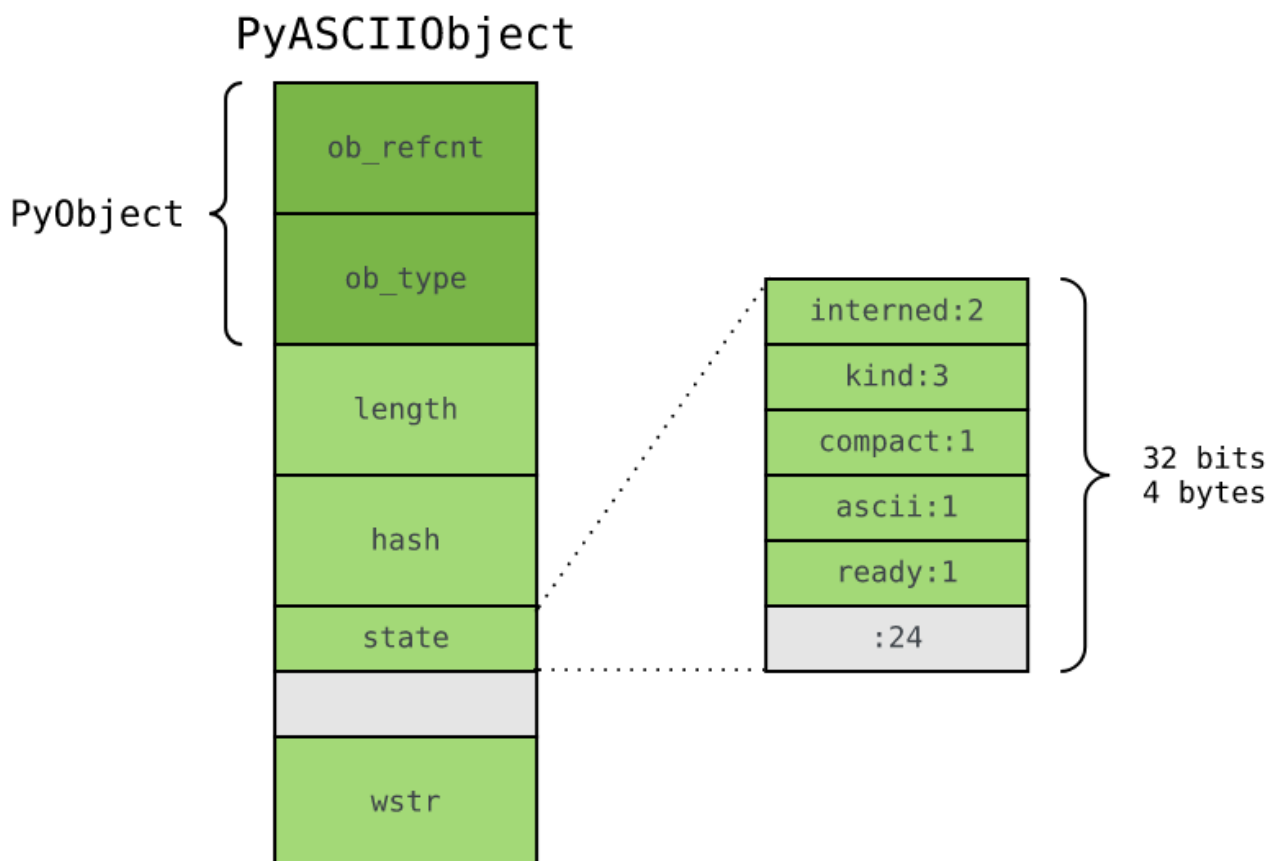 PyASCIIObject
ob_refcnt
PyObject
ob_type
length
hash
state
wstr
interned:2
kind:3
compact:1
ascii:1
ready:1
:24
32 bits
4 bytes